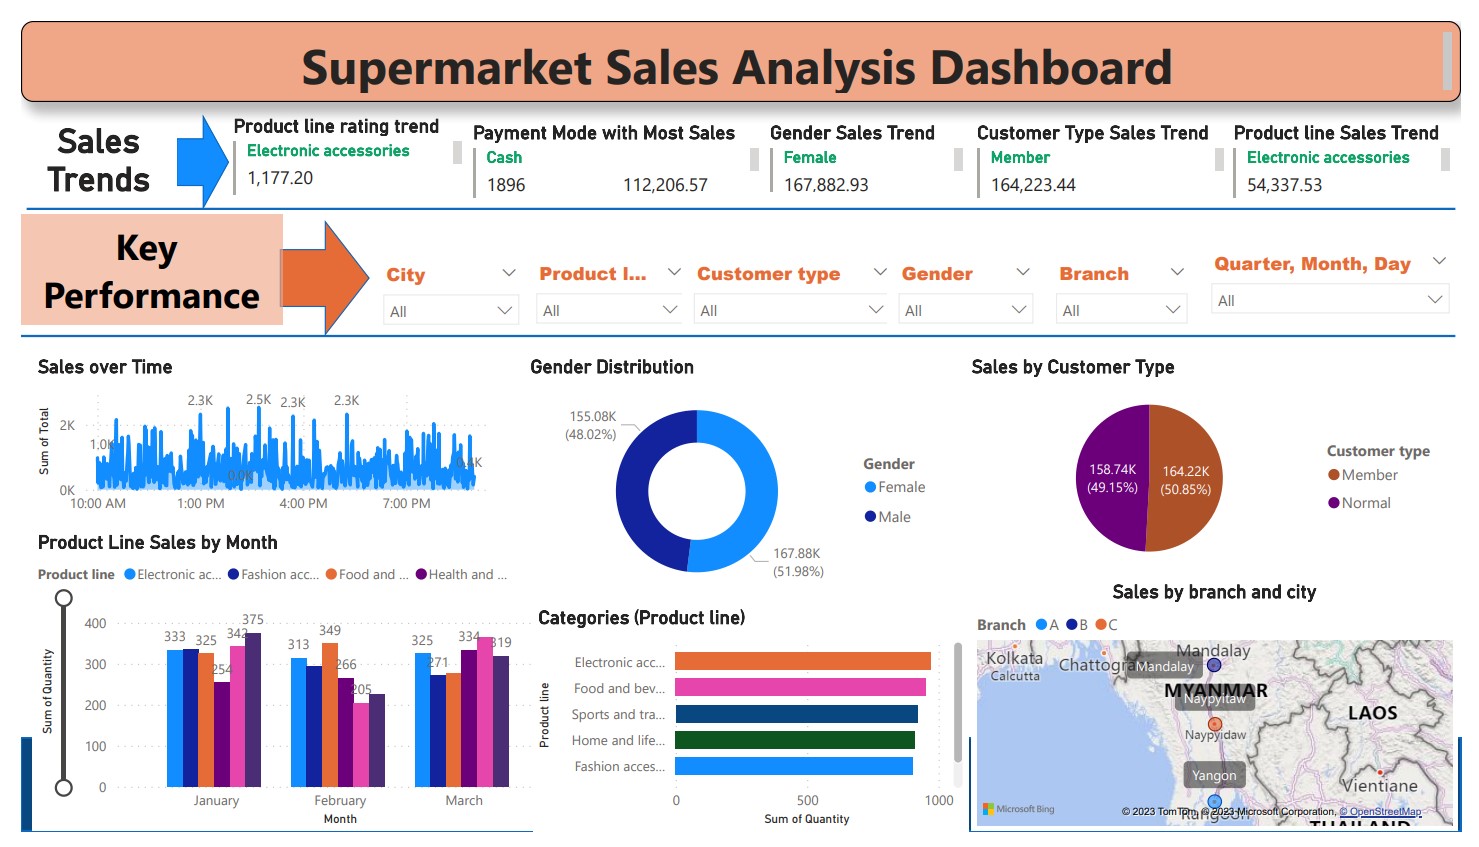 Supermarket Sales Analysis Dashboard
Sales
Trends
Product line rating trend
Electronic accessories
1,177.20
Payment Mode with Most Sales
Cash
1896 112,206.57
Gender Sales Trend
Female
167,882.93
Customer Type Sales Trend
Member
164,223.44
Product line Sales Trend
Electronic accessories
54,337.53
Key
Performance
City
All
Product l...
All
Customer type
All
Gender
All
Branch
All
Quarter, Month, Day
All
Sales over Time
Sum of Total
2K
0K
1.0K
2.3K
2.5K
2.3K
2.3K
0.0K
0.4K
10:00 AM 1:00 PM 4:00 PM 7:00 PM
Gender Distribution
155.08K
(48.02%)
167.88K
(51.98%)
Gender
Female
Male
Sales by Customer Type
158.74K
(49.15%)
164.22K
(50.85%)
Customer type
Member
Normal
Product Line Sales by Month
Product line Electronic ac... Fashion acc... Food and ... Health and ...
Sum of Quantity
400
300
200
100
0
333 325 254 342 375
313 349 266 205
325 271 334 319
January February March
Month
Categories (Product line)
Product line
Electronic acc...
Food and bev...
Sports and tra...
Home and life...
Fashion acces...
0 500 1000
Sum of Quantity
Sales by branch and city
Branch A B C
Kolkata
Calcutta
Chattogra
Mandalay
Mandalay
MYANMAR
Naypyitaw
Naypyidaw
LAOS
Yangon
Vientiane
Rangoon
THAILAND
Microsoft Bing
© 2023 TomTom, © 2023 Microsoft Corporation, © OpenStreetMap